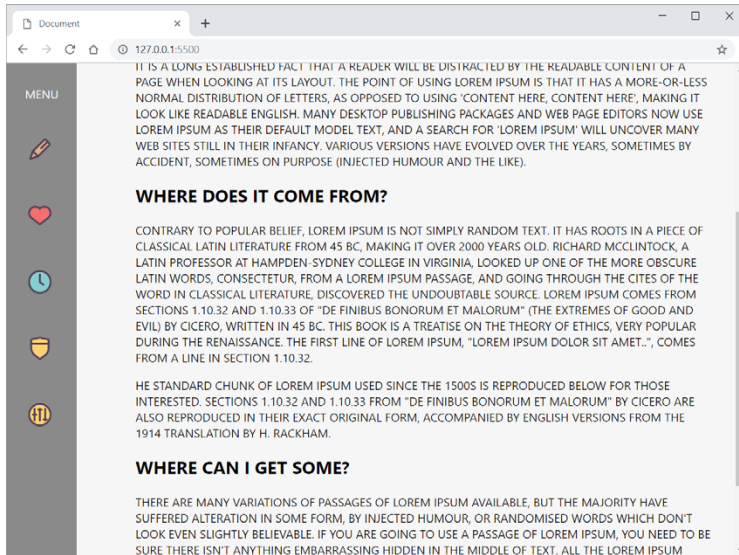 Document
127.0.0.1:5500
MENU
IT IS A LONG ESTABLISHED FACT THAT A READER WILL BE DISTRACTED BY THE READABLE CONTENT OF A
PAGE WHEN LOOKING AT ITS LAYOUT. THE POINT OF USING LOREM IPSUM IS THAT IT HAS A MORE-OR-LESS
NORMAL DISTRIBUTION OF LETTERS, AS OPPOSED TO USING 'CONTENT HERE, CONTENT HERE', MAKING IT
LOOK LIKE READABLE ENGLISH. MANY DESKTOP PUBLISHING PACKAGES AND WEB PAGE EDITORS NOW USE
LOREM IPSUM AS THEIR DEFAULT MODEL TEXT, AND A SEARCH FOR 'LOREM IPSUM' WILL UNCOVER MANY
WEB SITES STILL IN THEIR INFANCY. VARIOUS VERSIONS HAVE EVOLVED OVER THE YEARS, SOMETIMES BY
ACCIDENT, SOMETIMES ON PURPOSE (INJECTED HUMOUR AND THE LIKE).
WHERE DOES IT COME FROM?
CONTRARY TO POPULAR BELIEF, LOREM IPSUM IS NOT SIMPLY RANDOM TEXT. IT HAS ROOTS IN A PIECE OF
CLASSICAL LATIN LITERATURE FROM 45 BC, MAKING IT OVER 2000 YEARS OLD. RICHARD MCCLINTOCK, A
LATIN PROFESSOR AT HAMPDEN-SYDNEY COLLEGE IN VIRGINIA, LOOKED UP ONE OF THE MORE OBSCURE
LATIN WORDS, CONSECTETUR, FROM A LOREM IPSUM PASSAGE, AND GOING THROUGH THE CITES OF THE
WORD IN CLASSICAL LITERATURE, DISCOVERED THE UNDOUBTABLE SOURCE. LOREM IPSUM COMES FROM
SECTIONS 1.10.32 AND 1.10.33 OF "DE FINIBUS BONORUM ET MALORUM" (THE EXTREMES OF GOOD AND
EVIL) BY CICERO, WRITTEN IN 45 BC. THIS BOOK IS A TREATISE ON THE THEORY OF ETHICS, VERY POPULAR
DURING THE RENAISSANCE. THE FIRST LINE OF LOREM IPSUM, "LOREM IPSUM DOLOR SIT AMET..", COMES
FROM A LINE IN SECTION 1.10.32.
HE STANDARD CHUNK OF LOREM IPSUM USED SINCE THE 1500S IS REPRODUCED BELOW FOR THOSE
INTERESTED. SECTIONS 1.10.32 AND 1.10.33 FROM "DE FINIBUS BONORUM ET MALORUM" BY CICERO ARE
ALSO REPRODUCED IN THEIR EXACT ORIGINAL FORM, ACCOMPANIED BY ENGLISH VERSIONS FROM THE
1914 TRANSLATION BY H. RACKHAM.
WHERE CAN I GET SOME?
THERE ARE MANY VARIATIONS OF PASSAGES OF LOREM IPSUM AVAILABLE, BUT THE MAJORITY HAVE
SUFFERED ALTERATION IN SOME FORM, BY INJECTED HUMOUR, OR RANDOMISED WORDS WHICH DON'T
LOOK EVEN SLIGHTLY BELIEVABLE. IF YOU ARE GOING TO USE A PASSAGE OF LOREM IPSUM, YOU NEED TO BE
SURE THERE ISN'T ANYTHING EMBARRASSING HIDDEN IN THE MIDDLE OF TEXT. ALL THE LOREM IPSUM